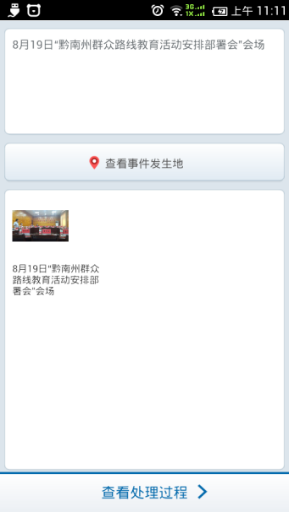 3G
上午 11:11
8月19日"黔南州群众路线教育活动安排部署会"会场
查看事件发生地
8月19日"黔南州群众
路线教育活动安排部
署会"会场
查看处理过程